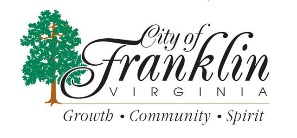 City of
Franklin
VIRGINIA
Growth • Community • Spirit